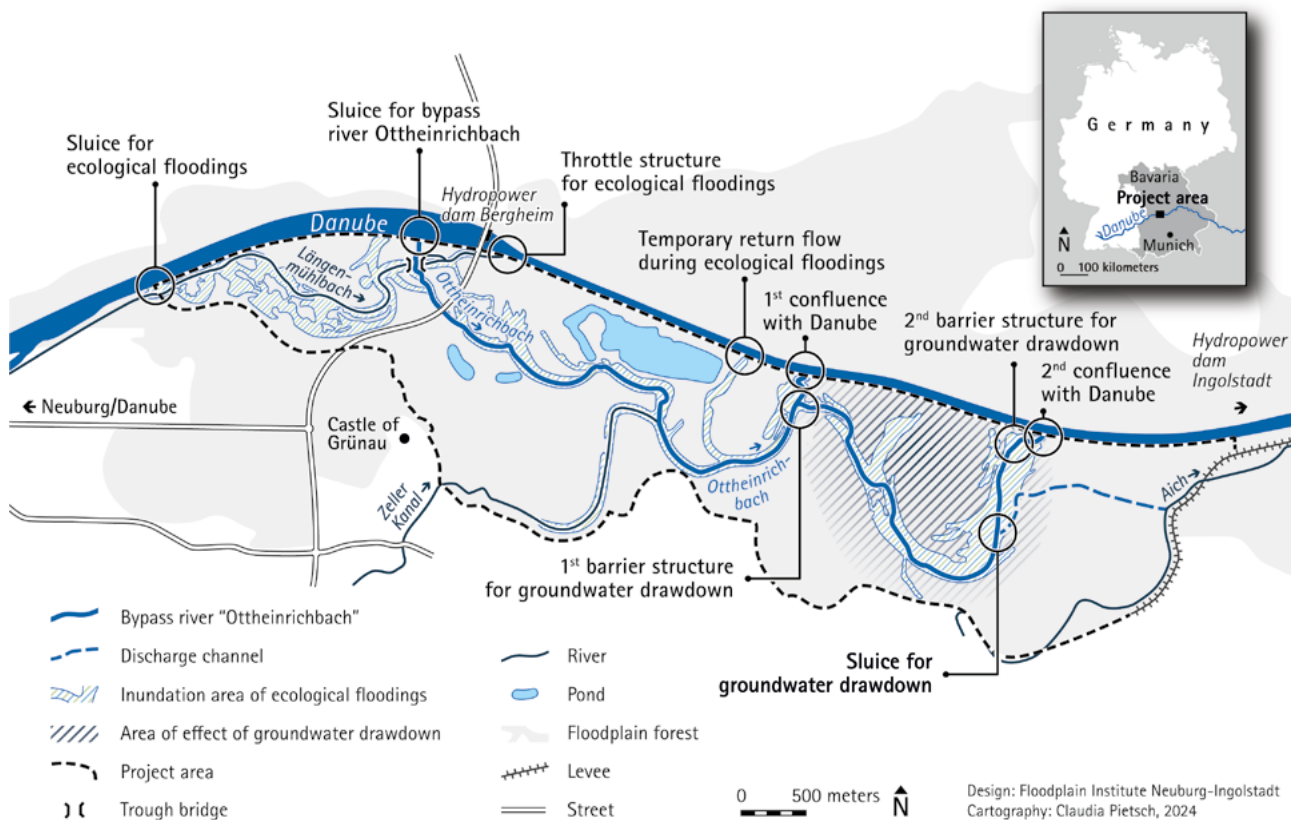 Sluice for
ecological floodings
Sluice for bypass
river Ottheinrichbach
Hydropower
dam Bergheim
Throttle structure
for ecological floodings
Temporary return flow
during ecological floodings
1st confluence
with Danube
2nd barrier structure for
groundwater drawdown
2nd confluence
with Danube
Hydropower
dam
Ingolstadt
→
Germany
Bavaria
Project area
Danube
Munich
N
0 100 kilometers
Danube
Längen-
mühlbach
Ottheinrichbach
← Neuburg/Danube
Castle of
Grünau
Zeller
Kanal
Ottheinrich-
bach
Aich
1st barrier structure
for groundwater drawdown
Sluice for
groundwater drawdown
Bypass river "Ottheinrichbach"
Discharge channel
Inundation area of ecological floodings
Area of effect of groundwater drawdown
Project area
Trough bridge
River
Pond
Floodplain forest
Levee
Street
0 500 meters
N
Design: Floodplain Institute Neuburg-Ingolstadt
Cartography: Claudia Pietsch, 2024